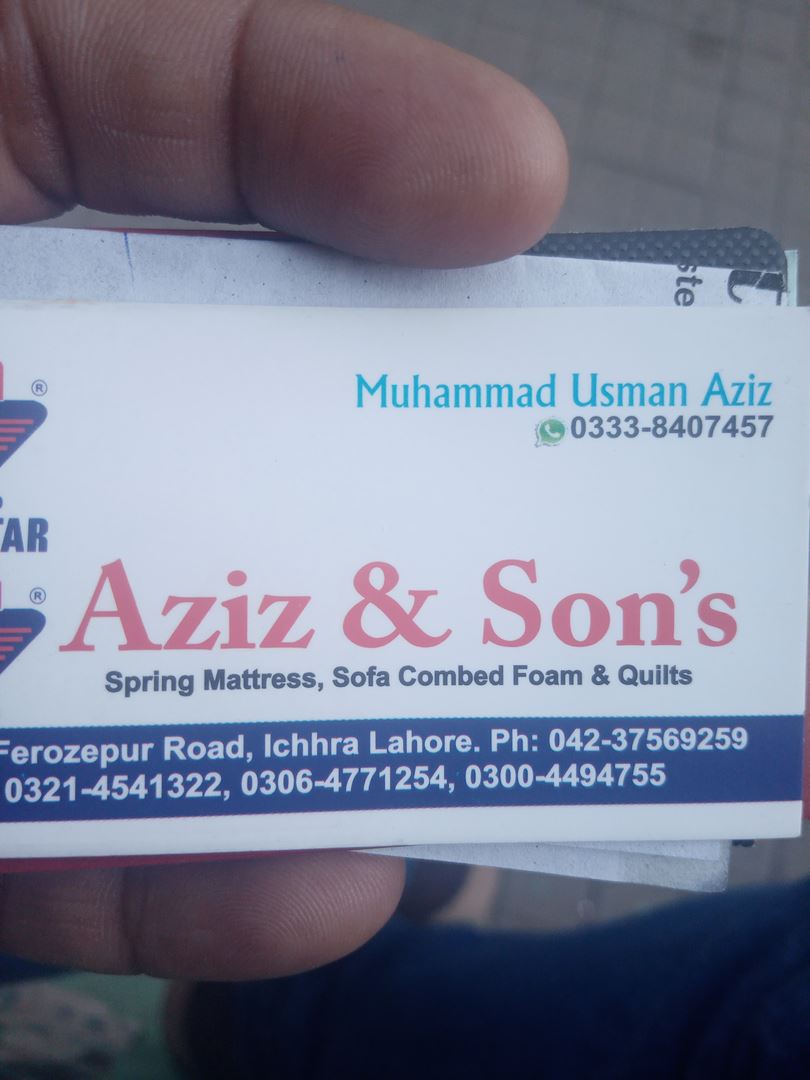 Muhammad Usman Aziz
0333-8407457
®
TAR
®
Aziz & Son's
Spring Mattress, Sofa Combed Foam & Quilts
Ferozepur Road, Ichhra Lahore. Ph: 042-37569259
0321-4541322, 0306-4771254, 0300-4494755